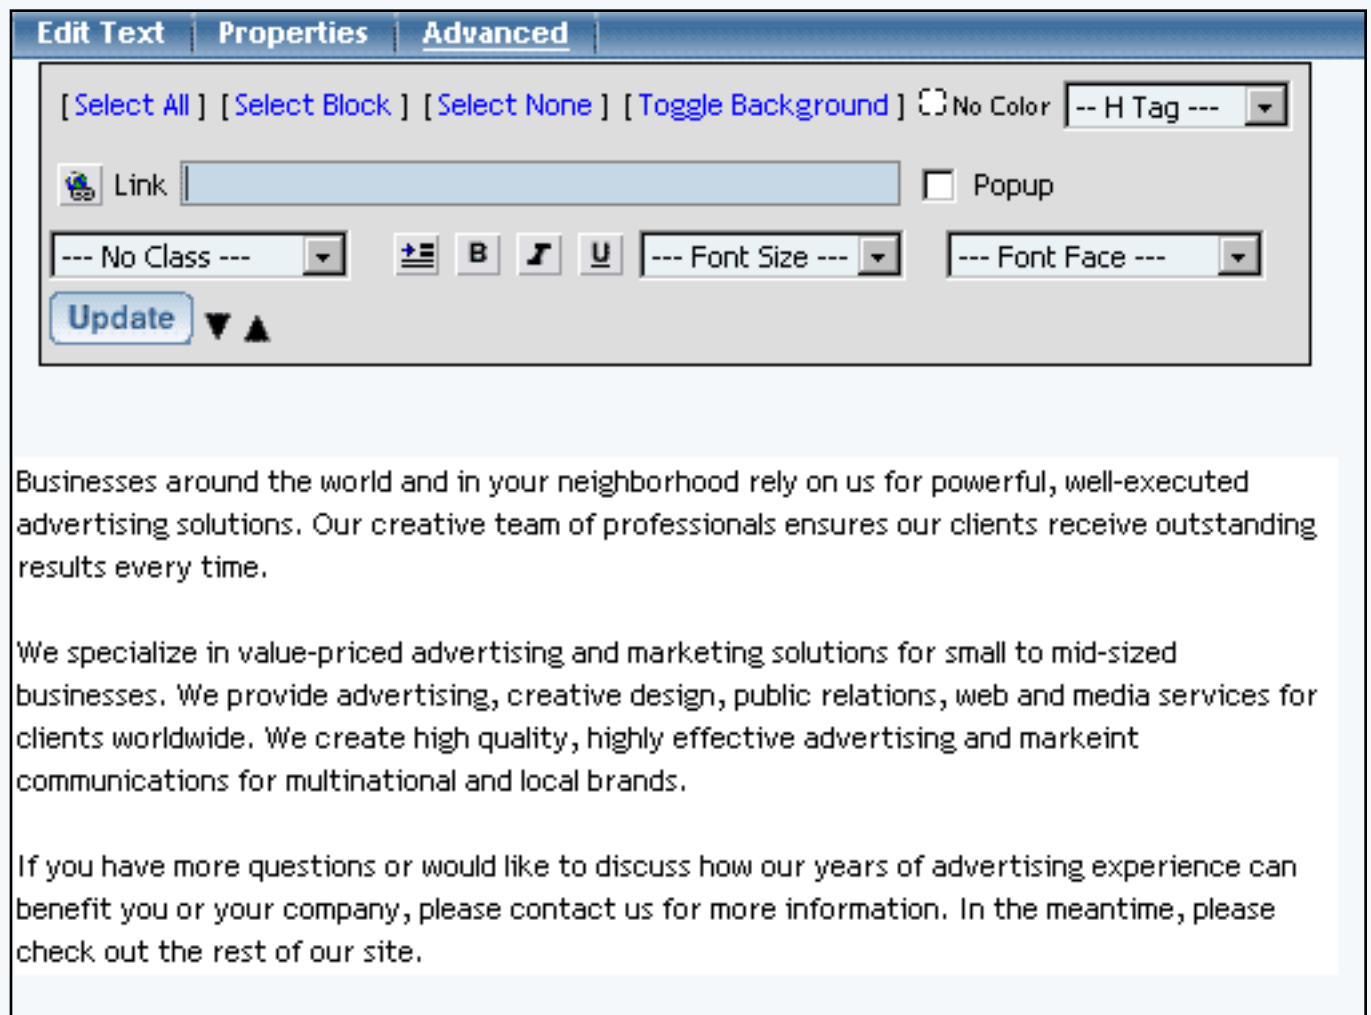 Edit Text Properties Advanced
[ Select All ] [ Select Block ] [ Select None ] [ Toggle Background ] No Color -- H Tag ---
Link Popup
--- No Class --- B I U --- Font Size --- --- Font Face ---
Update
Businesses around the world and in your neighborhood rely on us for powerful, well-executed
advertising solutions. Our creative team of professionals ensures our clients receive outstanding
results every time.
We specialize in value-priced advertising and marketing solutions for small to mid-sized
businesses. We provide advertising, creative design, public relations, web and media services for
clients worldwide. We create high quality, highly effective advertising and markeint
communications for multinational and local brands.
If you have more questions or would like to discuss how our years of advertising experience can
benefit you or your company, please contact us for more information. In the meantime, please
check out the rest of our site.